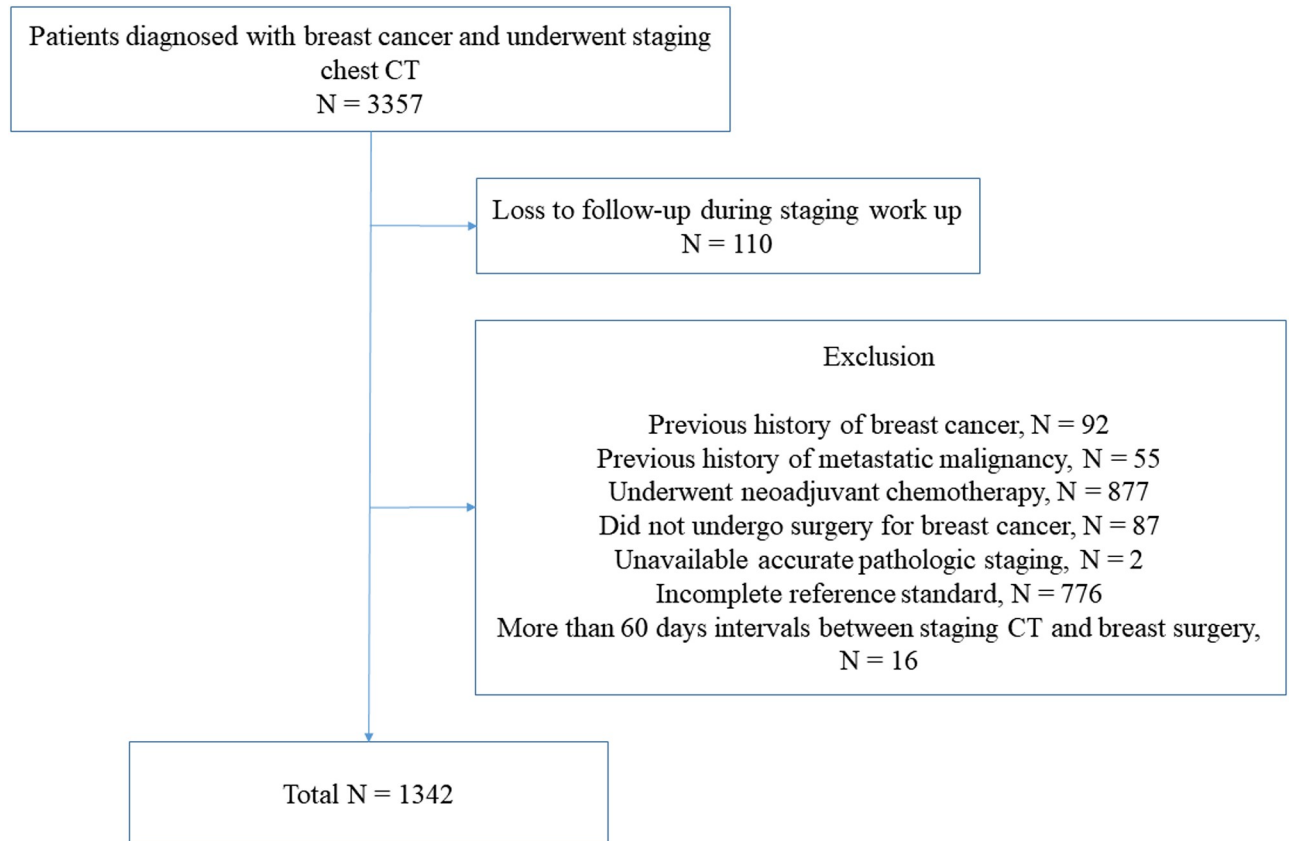 Patients diagnosed with breast cancer and underwent staging
chest CT
N = 3357
Loss to follow-up during staging work up
N = 110
Exclusion
Previous history of breast cancer, N = 92
Previous history of metastatic malignancy, N = 55
Underwent neoadjuvant chemotherapy, N = 877
Did not undergo surgery for breast cancer, N = 87
Unavailable accurate pathologic staging, N = 2
Incomplete reference standard, N = 776
More than 60 days intervals between staging CT and breast surgery,
N = 16
Total N = 1342